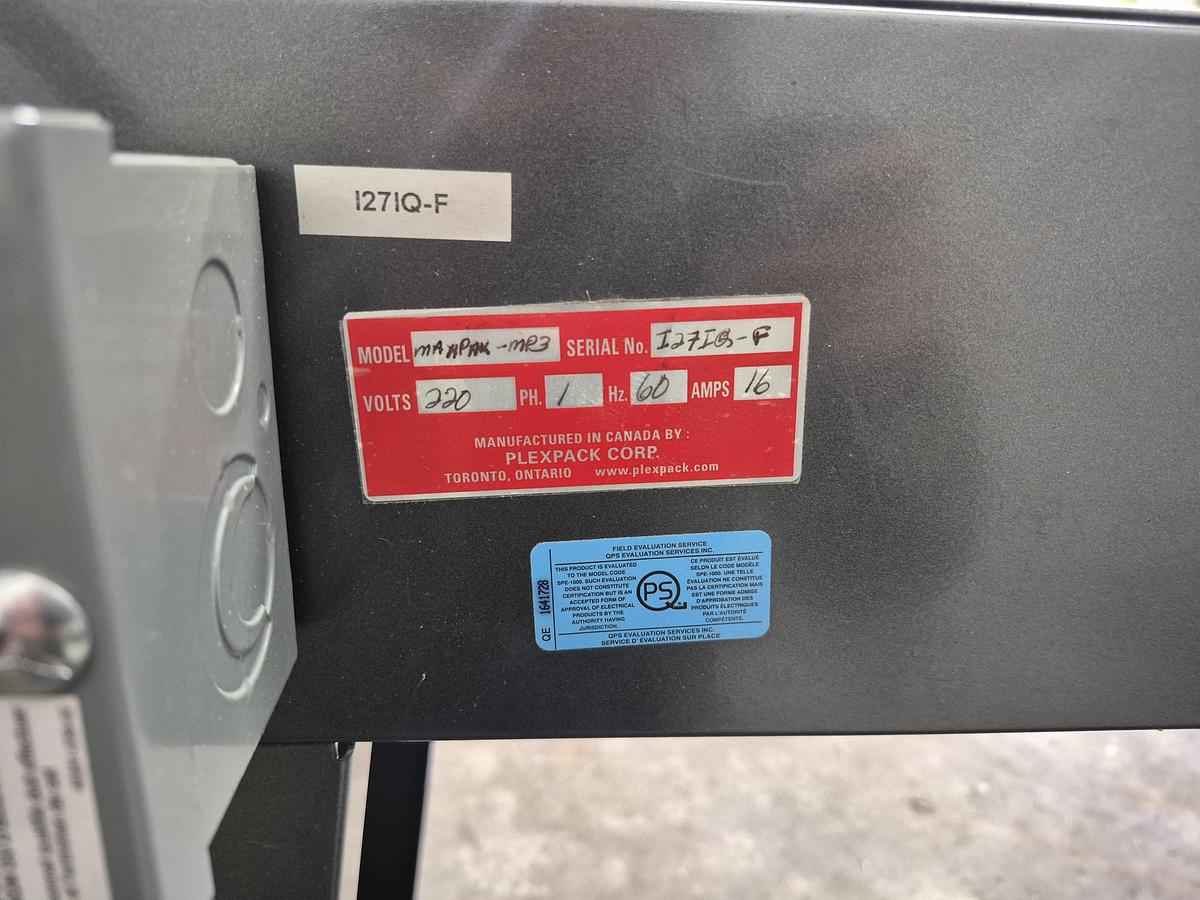 I27IQ-F
MODEL MAXPAK-MP3 SERIAL No. I27IQ-F
VOLTS 220 PH. 1 Hz. 60 AMPS 16
MANUFACTURED IN CANADA BY :
PLEXPACK CORP.
TORONTO, ONTARIO www.plexpack.com
FIELD EVALUATION SERVICE
QPS EVALUATION SERVICES INC.
QE 1641728
THIS PRODUCT IS EVALUATED
TO THE MODEL CODE
SPE-1000. SUCH EVALUATION
DOES NOT CONSTITUTE
CERTIFICATION BUT IS AN
ACCEPTED FORM OF
APPROVAL OF ELECTRICAL
PRODUCTS BY THE
AUTHORITY HAVING
JURISDICTION.
QPS
CE PRODUIT EST ÉVALUÉ
SELON LE CODE MODÈLE
SPE-1000. UNE TELLE
ÉVALUATION NE CONSTITUE
PAS LA CERTIFICATION MAIS
EST UNE FORME ADMISE
D'APPROBATION DES
PRODUITS ÉLECTRIQUES
PAR L'AUTORITÉ
COMPÉTENTE.
QPS EVALUATION SERVICES INC.
SERVICE D' ÉVALUATION SUR PLACE